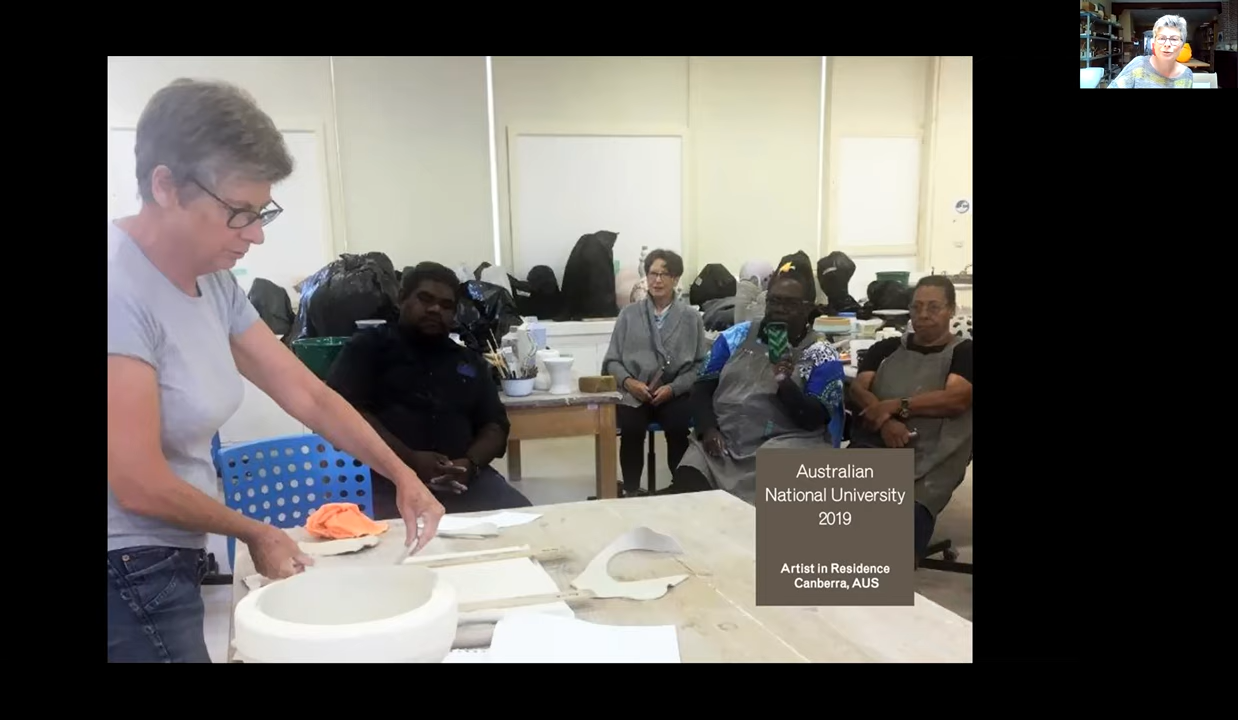 Australian
National University
2019
Artist in Residence
Canberra, AUS